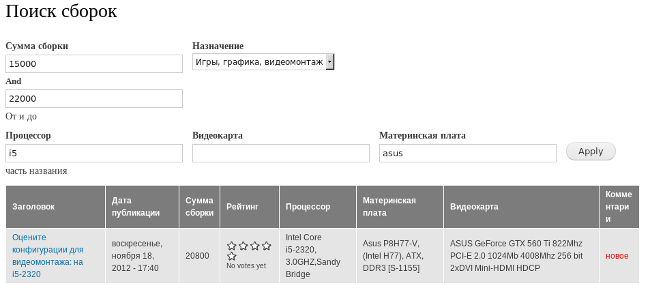 Поиск сборок
Сумма сборки
Назначение
15000
Игры, графика, видеомонтаж
And
22000
От и до
Процессор
Видеокарта
Материнская плата
i5
asus
Apply
часть названия
Заголовок
Дата публикации
Сумма сборки
Рейтинг
Процессор
Материнская плата
Видеокарта
Комментарии
Оцените
конфигурации для
видеомонтажа: на
i5-2320
воскресенье,
ноября 18,
2012 - 17:40
20800
No votes yet
Intel Core
i5-2320,
3.0GHZ,Sandy
Bridge
Asus P8H77-V,
(Intel H77), ATX,
DDR3 [S-1155]
ASUS GeForce GTX 560 Ti 822Mhz
PCI-E 2.0 1024Mb 4008Mhz 256 bit
2xDVI Mini-HDMI HDCP
новое